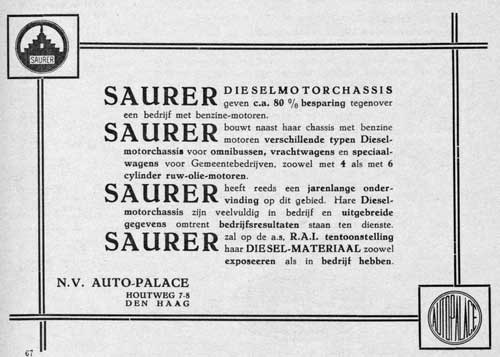 SAURER
SAURER DIESELMOTORCHASSIS
geven c.a. 80 % besparing tegenover
een bedrijf met benzine-motoren.
SAURER bouwt naast haar chassis met benzine
motoren verschillende typen Diesel-
motorchassis voor omnibussen, vrachtwagens en speciaal-
wagens voor Gemeentebedrijven, zoowel met 4 als met 6
cylinder ruw-olie-motoren.
SAURER heeft reeds een jarenlange onder-
vinding op dit gebied. Hare Diesel-
motorchassis zijn veelvuldig in bedrijf en uitgebreide
gegevens omtrent bedrijfsresultaten staan ten dienste.
SAURER zal op de a.s. R.A.I. tentoonstelling
haar DIESEL-MATERIAAL zoowel
exposeeren als in bedrijf hebben.
N.V. AUTO-PALACE
HOUTWEG 7-8
DEN HAAG
AUTOPALACE
67